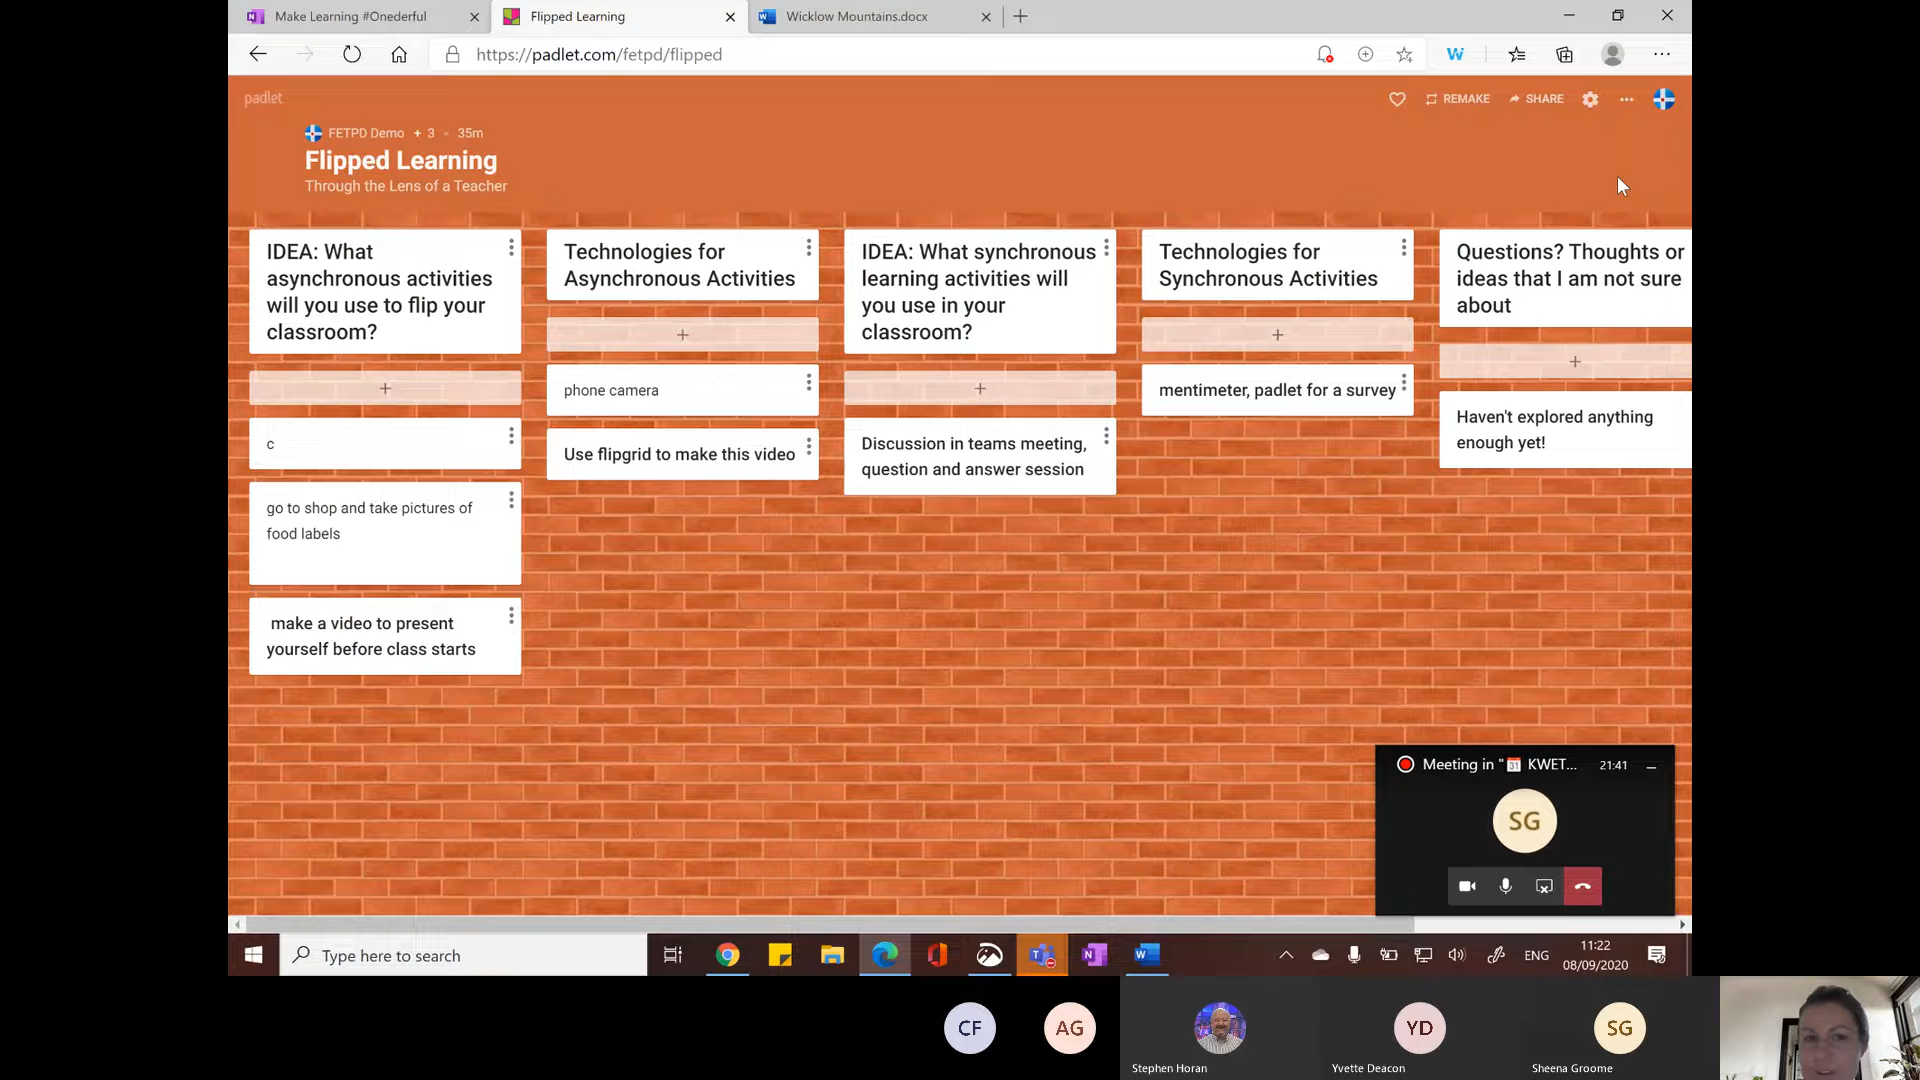 Make Learning #Onederful
Flipped Learning
Wicklow Mountains.docx
https://padlet.com/fetpd/flipped
padlet
REMAKE
SHARE
FETPD Demo + 3 • 35m
Flipped Learning
Through the Lens of a Teacher
IDEA: What
asynchronous activities
will you use to flip your
classroom?
c
go to shop and take pictures of
food labels
make a video to present
yourself before class starts
Technologies for
Asynchronous Activities
phone camera
Use flipgrid to make this video
IDEA: What synchronous
learning activities will
you use in your
classroom?
Discussion in teams meeting,
question and answer session
Technologies for
Synchronous Activities
mentimeter, padlet for a survey
Questions? Thoughts or
ideas that I am not sure
about
Haven't explored anything
enough yet!
Meeting in "31 KWET...
21:41
SG
Type here to search
ENG
11:22
08/09/2020
CF
AG
YD
SG
Stephen Horan
Yvette Deacon
Sheena Groome